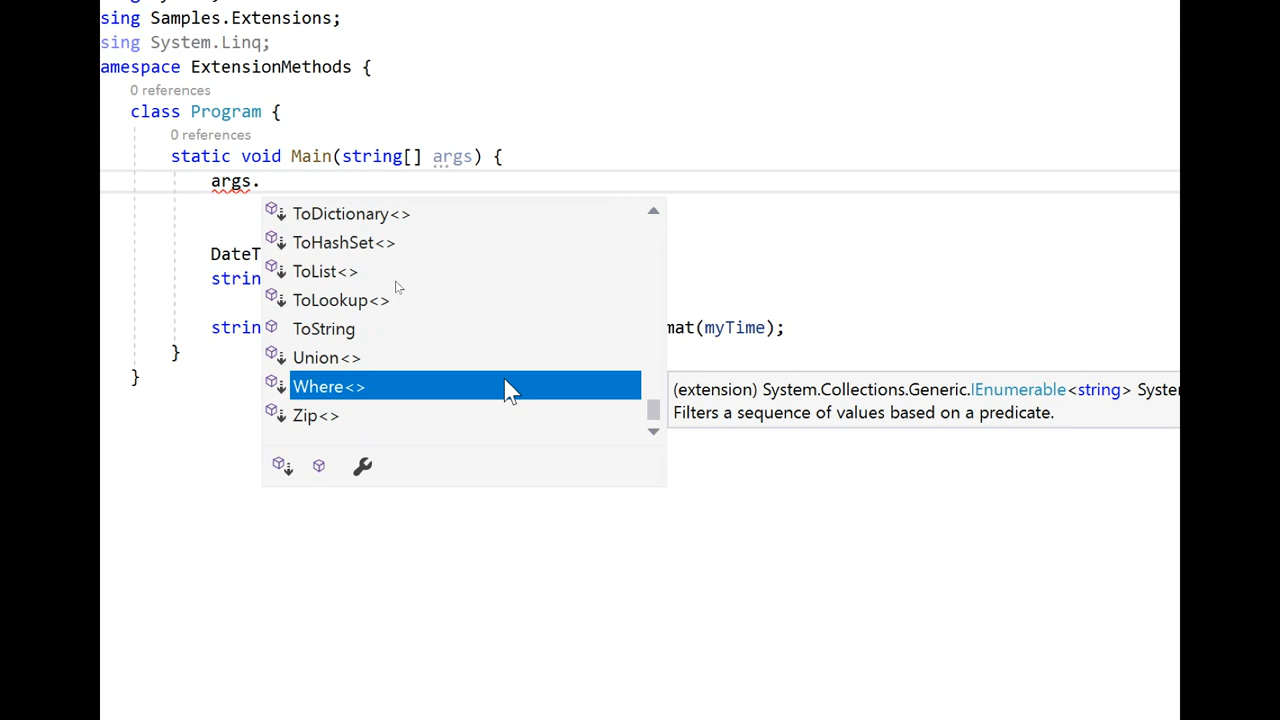 sing Samples.Extensions;
sing System.Linq;
amespace ExtensionMethods {
0 references
class Program {
0 references
static void Main(string[] args) {
args.
ToDictionary<>
ToHashSet<>
DateT
ToList<>
strin
ToLookup<>
ToString
strin
mat(myTime);
}
Union<>
}
Where<>
(extension) System.Collections.Generic.IEnumerable<string> System
Filters a sequence of values based on a predicate.
Zip<>